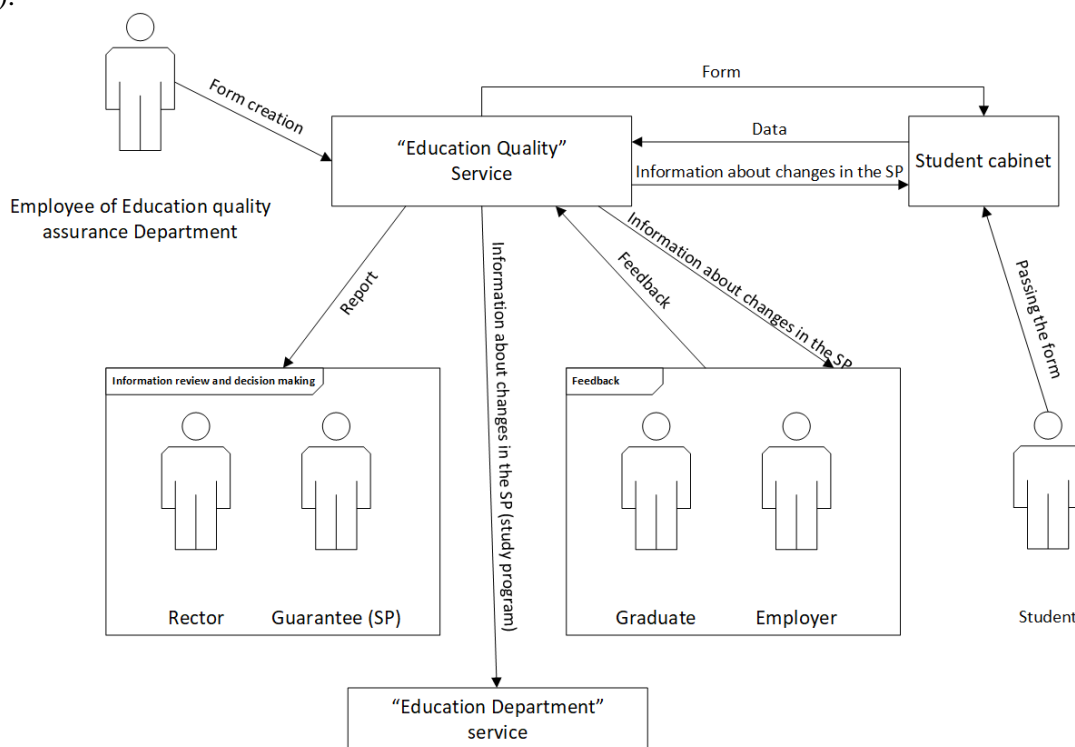 Form
Form creation
"Education Quality"
Service
Data
Information about changes in the SP
Student cabinet
Employee of Education quality
assurance Department
Report
Information about changes in the SP (study program)
Feedback
Information about changes in the SP
Passing the form
Information review and decision making
Feedback
Rector
Guarantee (SP)
Graduate
Employer
Student
"Education Department"
service